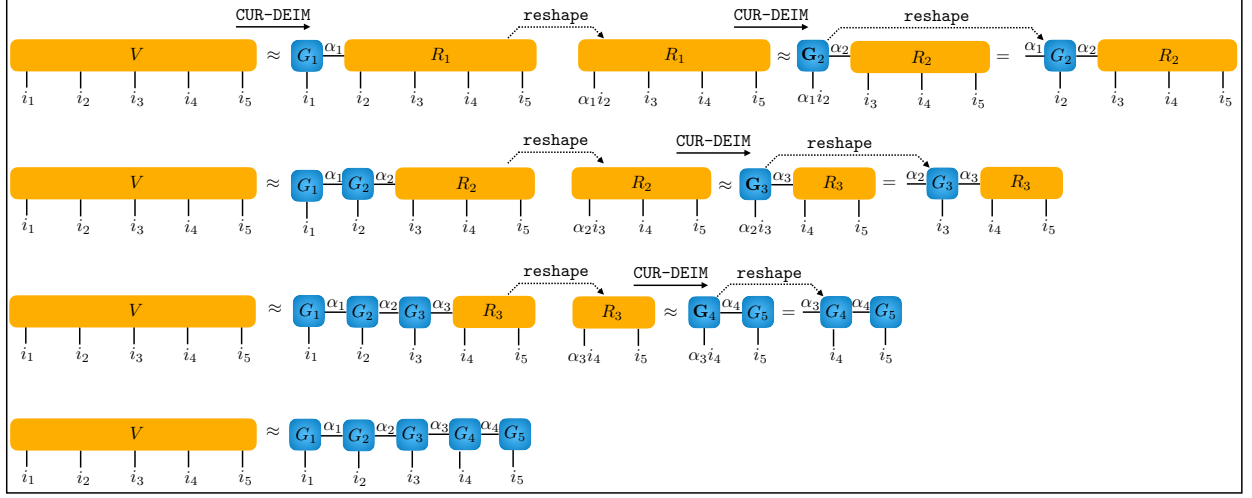 CUR-DEIM reshape CUR-DEIM reshape
V ≈ G₁ α₁ R₁ R₁ ≈ 𝐆₂ α₂ R₂ = α₁ G₂ α₂ R₂
i₁ i₂ i₃ i₄ i₅ i₁ i₂ i₃ i₄ i₅ α₁i₂ i₃ i₄ i₅ α₁i₂ i₃ i₄ i₅ i₂ i₃ i₄ i₅
reshape CUR-DEIM reshape
V ≈ G₁ α₁ G₂ α₂ R₂ R₂ ≈ 𝐆₃ α₃ R₃ = α₂ G₃ α₃ R₃
i₁ i₂ i₃ i₄ i₅ i₁ i₂ i₃ i₄ i₅ α₂i₃ i₄ i₅ α₂i₃ i₄ i₅ i₃ i₄ i₅
reshape CUR-DEIM reshape
V ≈ G₁ α₁ G₂ α₂ G₃ α₃ R₃ R₃ ≈ 𝐆₄ α₄ G₅ = α₃ G₄ α₄ G₅
i₁ i₂ i₃ i₄ i₅ i₁ i₂ i₃ i₄ i₅ α₃i₄ i₅ α₃i₄ i₅ i₄ i₅
V ≈ G₁ α₁ G₂ α₂ G₃ α₃ G₄ α₄ G₅
i₁ i₂ i₃ i₄ i₅ i₁ i₂ i₃ i₄ i₅